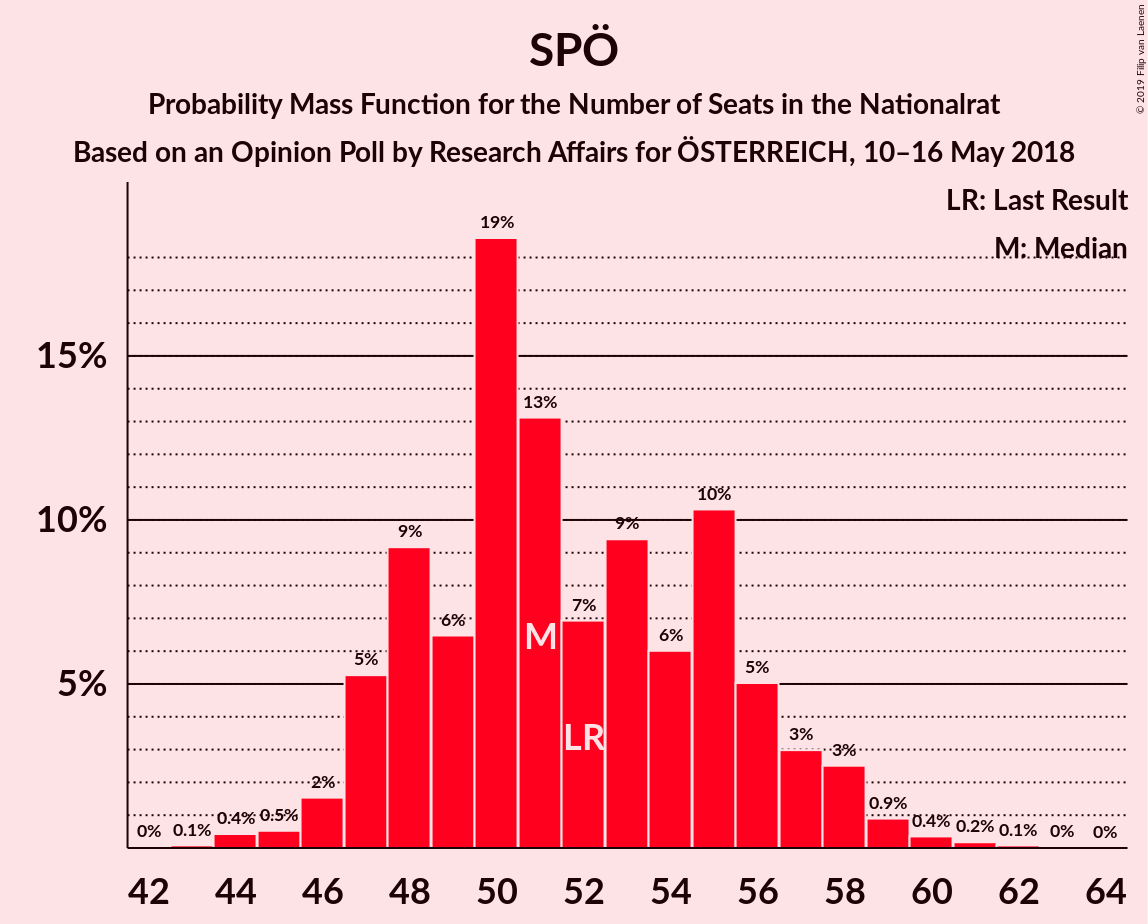 SPÖ
Probability Mass Function for the Number of Seats in the Nationalrat
Based on an Opinion Poll by Research Affairs for ÖSTERREICH, 10–16 May 2018
© 2019 Filip van Laenen
LR: Last Result
M: Median
15%
10%
5%
0%
0.1%
0.4%
0.5%
2%
5%
9%
6%
19%
13%
7%
9%
6%
10%
5%
3%
3%
0.9%
0.4%
0.2%
0.1%
0%
0%
M
LR
42 44 46 48 50 52 54 56 58 60 62 64